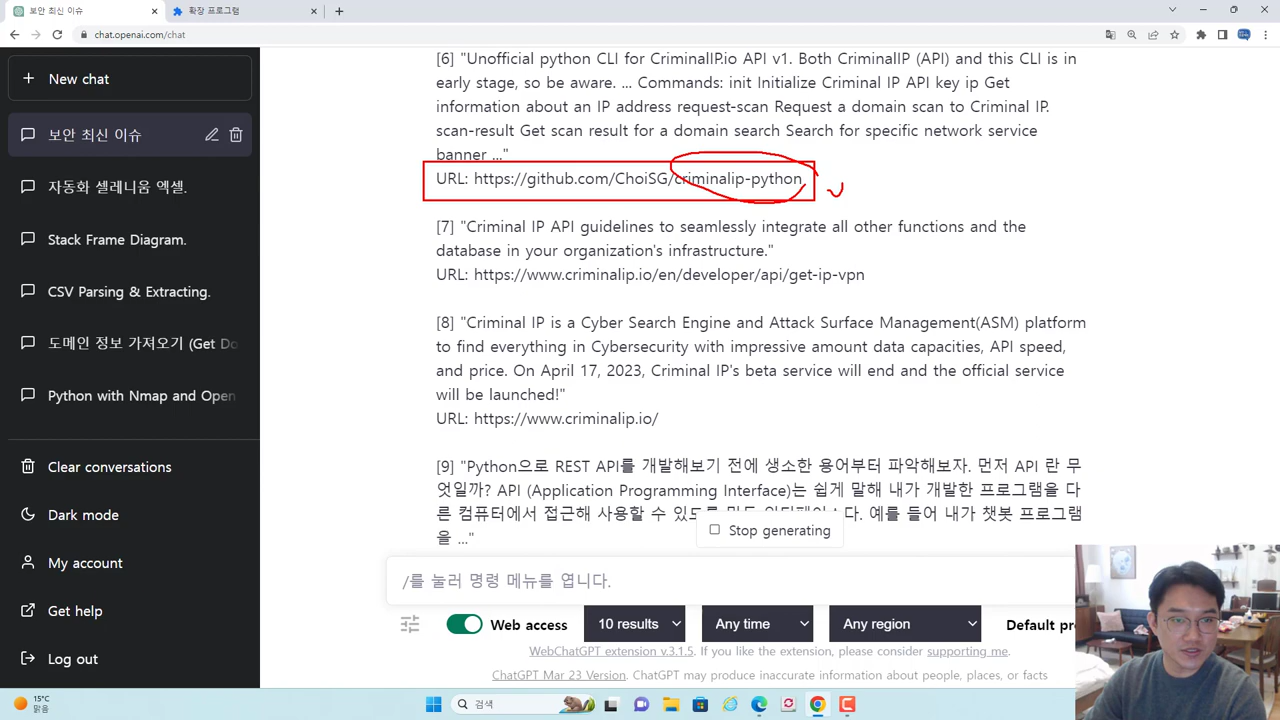 보안 최신 이슈
확장 프로그램
chat.openai.com/chat
New chat
보안 최신 이슈
자동화 셀레니움 엑셀.
Stack Frame Diagram.
CSV Parsing & Extracting.
도메인 정보 가져오기 (Get Do
Python with Nmap and Open
Clear conversations
Dark mode
My account
Get help
Log out
[6] "Unofficial python CLI for CriminalIP.io API v1. Both CriminalIP (API) and this CLI is in
early stage, so be aware. ... Commands: init Initialize Criminal IP API key ip Get
information about an IP address request-scan Request a domain scan to Criminal IP.
scan-result Get scan result for a domain search Search for specific network service
banner ..."
URL: https://github.com/ChoiSG/criminalip-python
[7] "Criminal IP API guidelines to seamlessly integrate all other functions and the
database in your organization's infrastructure."
URL: https://www.criminalip.io/en/developer/api/get-ip-vpn
[8] "Criminal IP is a Cyber Search Engine and Attack Surface Management(ASM) platform
to find everything in Cybersecurity with impressive amount data capacities, API speed,
and price. On April 17, 2023, Criminal IP's beta service will end and the official service
will be launched!"
URL: https://www.criminalip.io/
[9] "Python으로 REST API를 개발해보기 전에 생소한 용어부터 파악해보자. 먼저 API 란 무
엇일까? API (Application Programming Interface)는 쉽게 말해 내가 개발한 프로그램을 다
른 컴퓨터에서 접근해 사용할 수 있도 예를 들어 내가 챗봇 프로그램
을 ..."
Stop generating
/를 눌러 명령 메뉴를 엽니다.
Web access
10 results
Any time
Any region
Default pr
WebChatGPT extension v.3.1.5. If you like the extension, please consider supporting me.
ChatGPT Mar 23 Version. ChatGPT may produce inaccurate information about people, places, or facts
15°C
맑음
검색